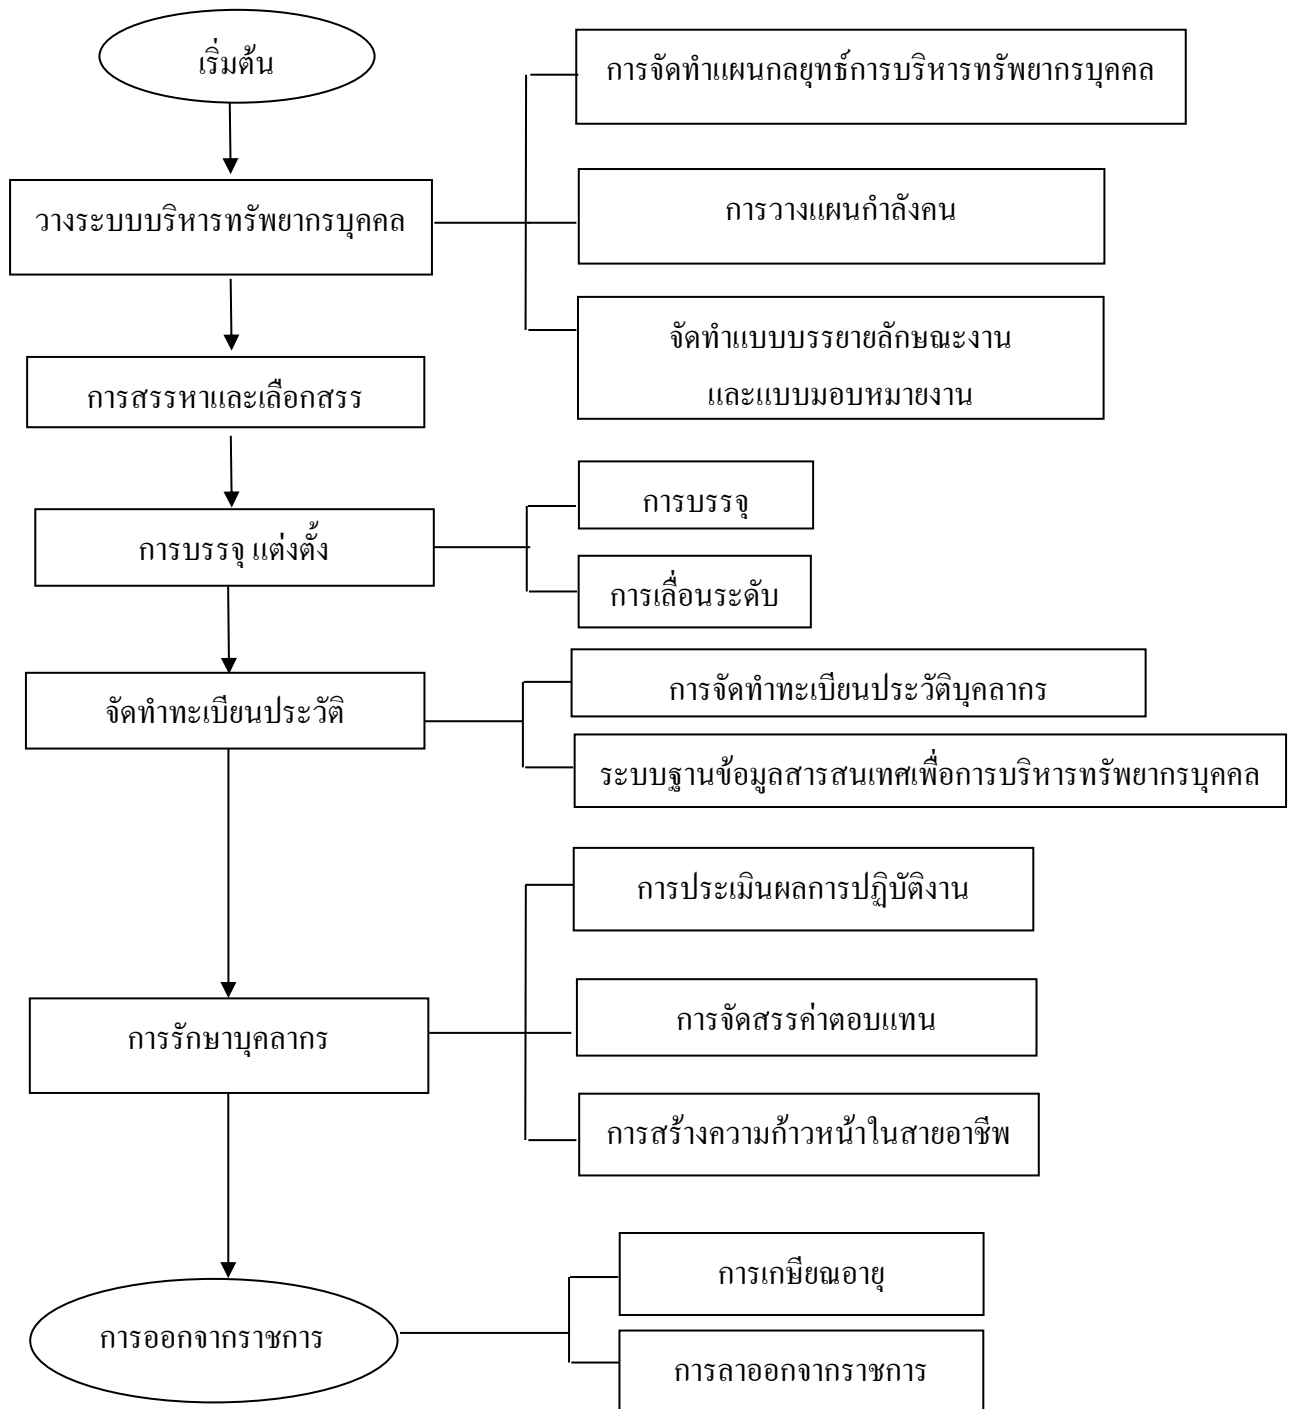 เริ่มต้น
การจัดทำแผนกลยุทธ์การบริหารทรัพยากรบุคคล
วางระบบบริหารทรัพยากรบุคคล
การวางแผนกำลังคน
จัดทำแบบบรรยายลักษณะงาน
และแบบมอบหมายงาน
การสรรหาและเลือกสรร
การบรรจุ แต่งตั้ง
การบรรจุ
การเลื่อนระดับ
จัดทำทะเบียนประวัติ
การจัดทำทะเบียนประวัติบุคลากร
ระบบฐานข้อมูลสารสนเทศเพื่อการบริหารทรัพยากรบุคคล
การประเมินผลการปฏิบัติงาน
การรักษาบุคลากร
การจัดสรรค่าตอบแทน
การสร้างความก้าวหน้าในสายอาชีพ
การออกจากราชการ
การเกษียณอายุ
การลาออกจากราชการ